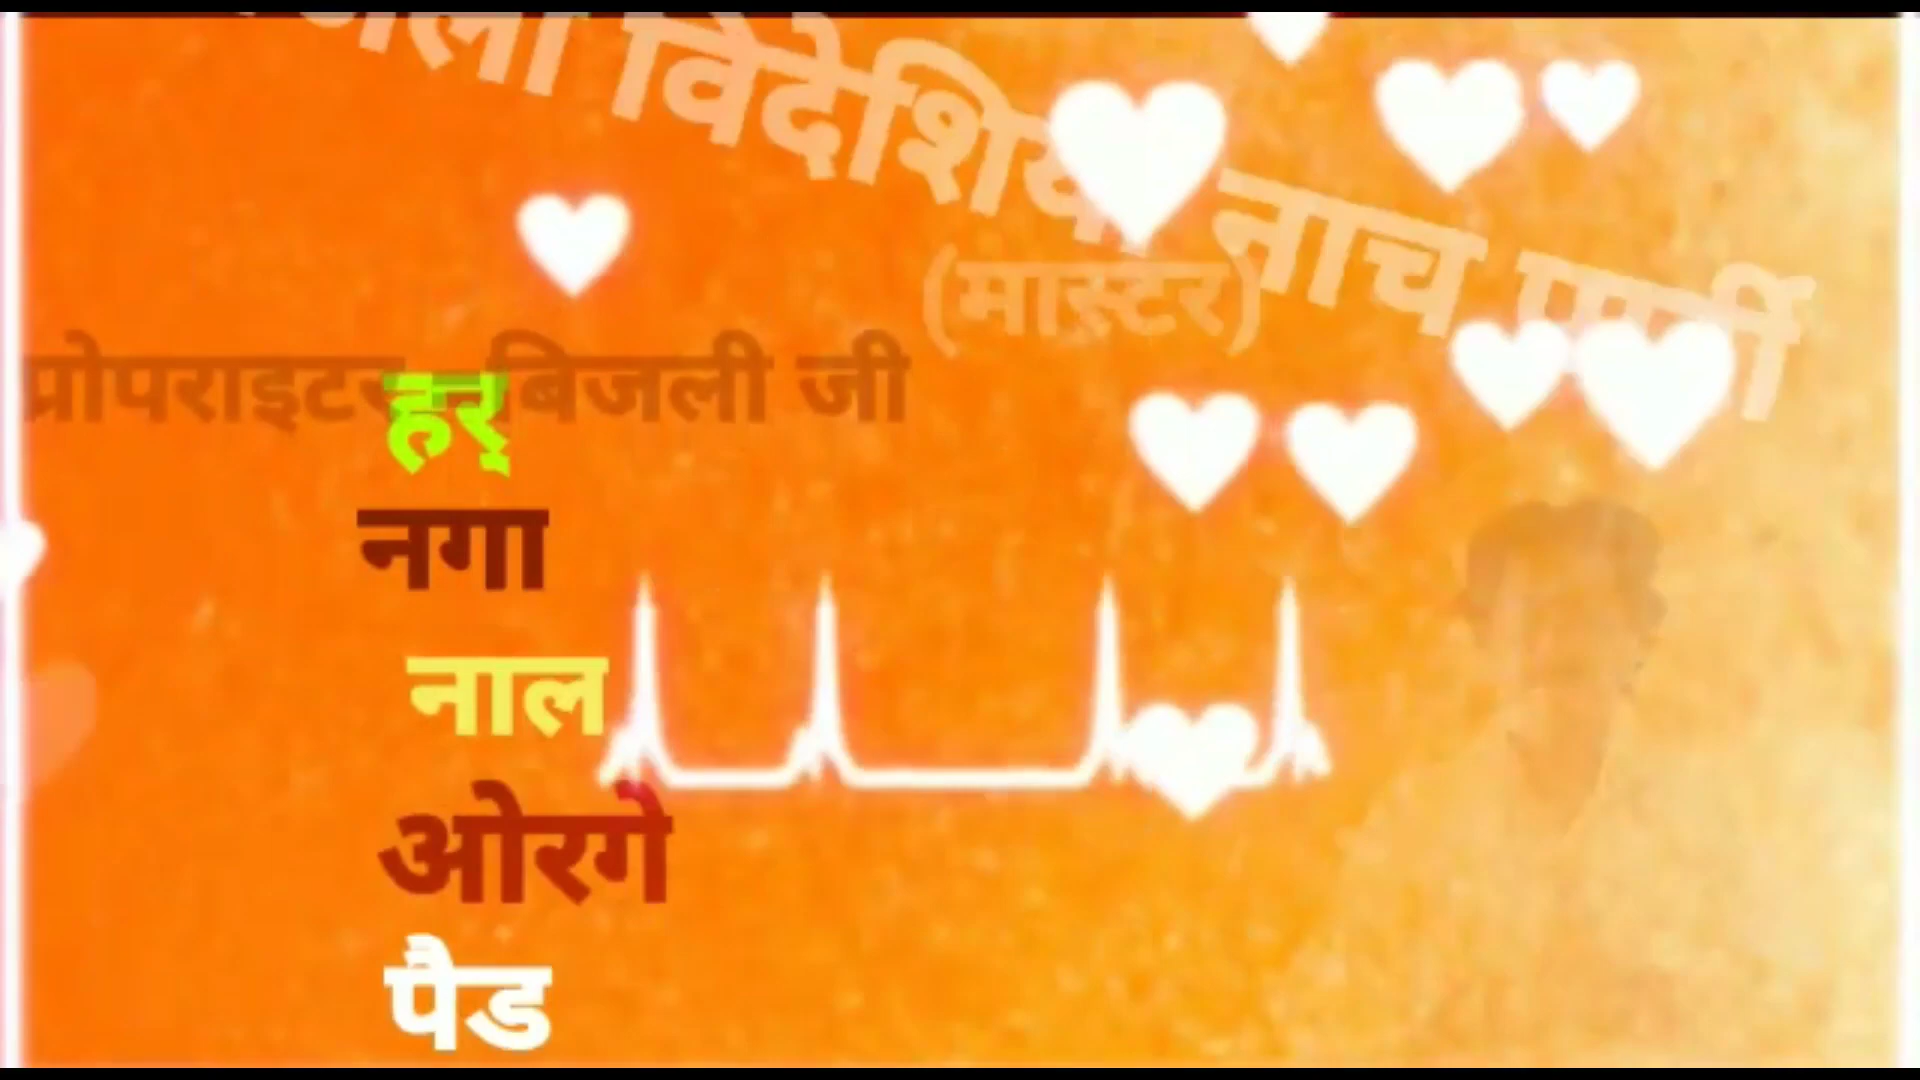 विदेशिया नाच पार्टी
(मास्टर)
प्रोपराइटर - बिजली जी
हर
नगा
नाल
ओरगे
पैड